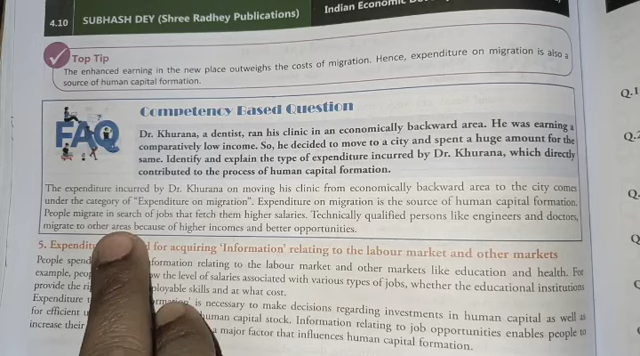 4.10 SUBHASH DEY (Shree Radhey Publications)
Indian Economic
Top Tip
The enhanced earning in the new place outweighs the costs of migration. Hence, expenditure on migration is also a
source of human capital formation.
FAQ
Competency Based Question
Dr. Khurana, a dentist, ran his clinic in an economically backward area. He was earning a
comparatively low income. So, he decided to move to a city and spent a huge amount for the
same. Identify and explain the type of expenditure incurred by Dr. Khurana, which directly
contributed to the process of human capital formation.
The expenditure incurred by Dr. Khurana on moving his clinic from economically backward area to the city comes
under the category of "Expenditure on migration". Expenditure on migration is the source of human capital formation.
People migrate in search of jobs that fetch them higher salaries. Technically qualified persons like engineers and doctors,
migrate to other areas because of higher incomes and better opportunities.
5. for acquiring 'Information' relating to the labour market and other markets
People spend relating to the labour market and other markets like education and health. For
example, the level of salaries associated with various types of jobs, whether the educational institutions
provide the and at what cost.
Expenditure is necessary to make decisions regarding investments in human capital as well as
for efficient human capital stock. Information relating to job opportunities enables people to
increase their a major factor that influences human capital formation.
Q.1
Q.2